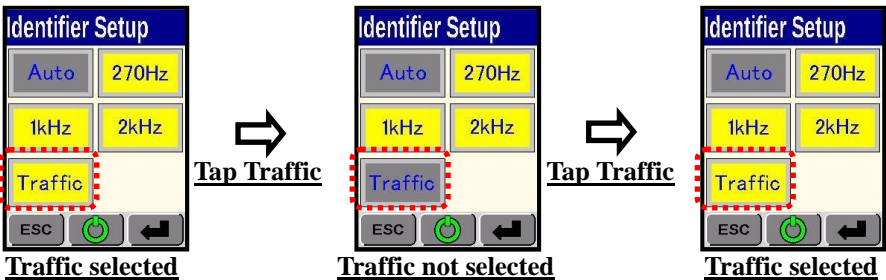 Identifier Setup
Auto 270Hz
1kHz 2kHz
Traffic
ESC
Traffic selected
Tap Traffic
Identifier Setup
Auto 270Hz
1kHz 2kHz
Traffic
ESC
Traffic not selected
Tap Traffic
Identifier Setup
Auto 270Hz
1kHz 2kHz
Traffic
ESC
Traffic selected